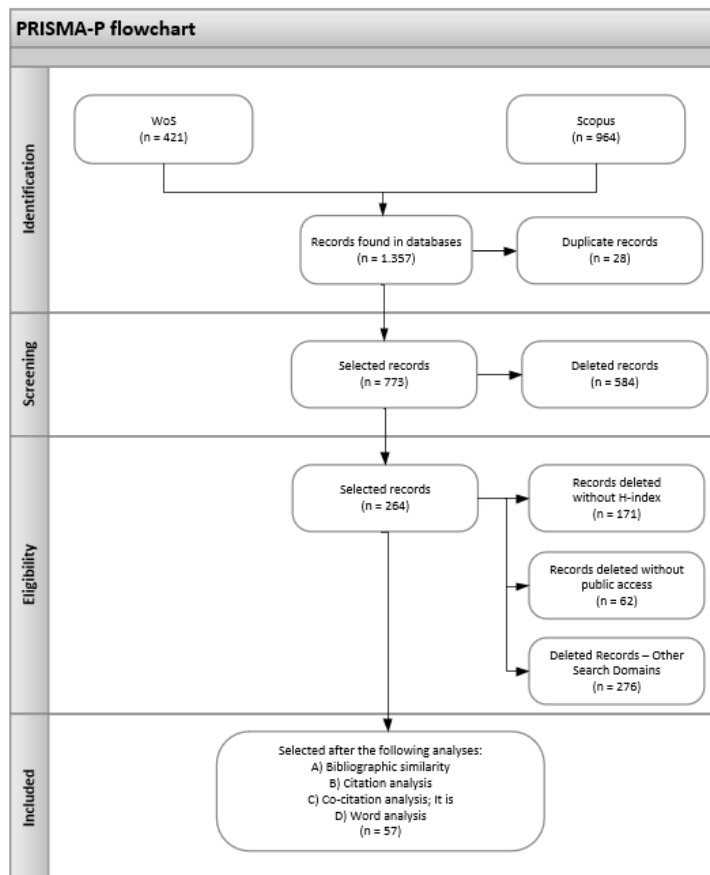 PRISMA-P flowchart
Identification
WoS
(n = 421)
Scopus
(n = 964)
Records found in databases
(n = 1.357)
Duplicate records
(n = 28)
Screening
Selected records
(n = 773)
Deleted records
(n = 584)
Eligibility
Selected records
(n = 264)
Records deleted
without H-index
(n = 171)
Records deleted without
public access
(n = 62)
Deleted Records – Other
Search Domains
(n = 276)
Included
Selected after the following analyses:
A) Bibliographic similarity
B) Citation analysis
C) Co-citation analysis; It is
D) Word analysis
(n = 57)